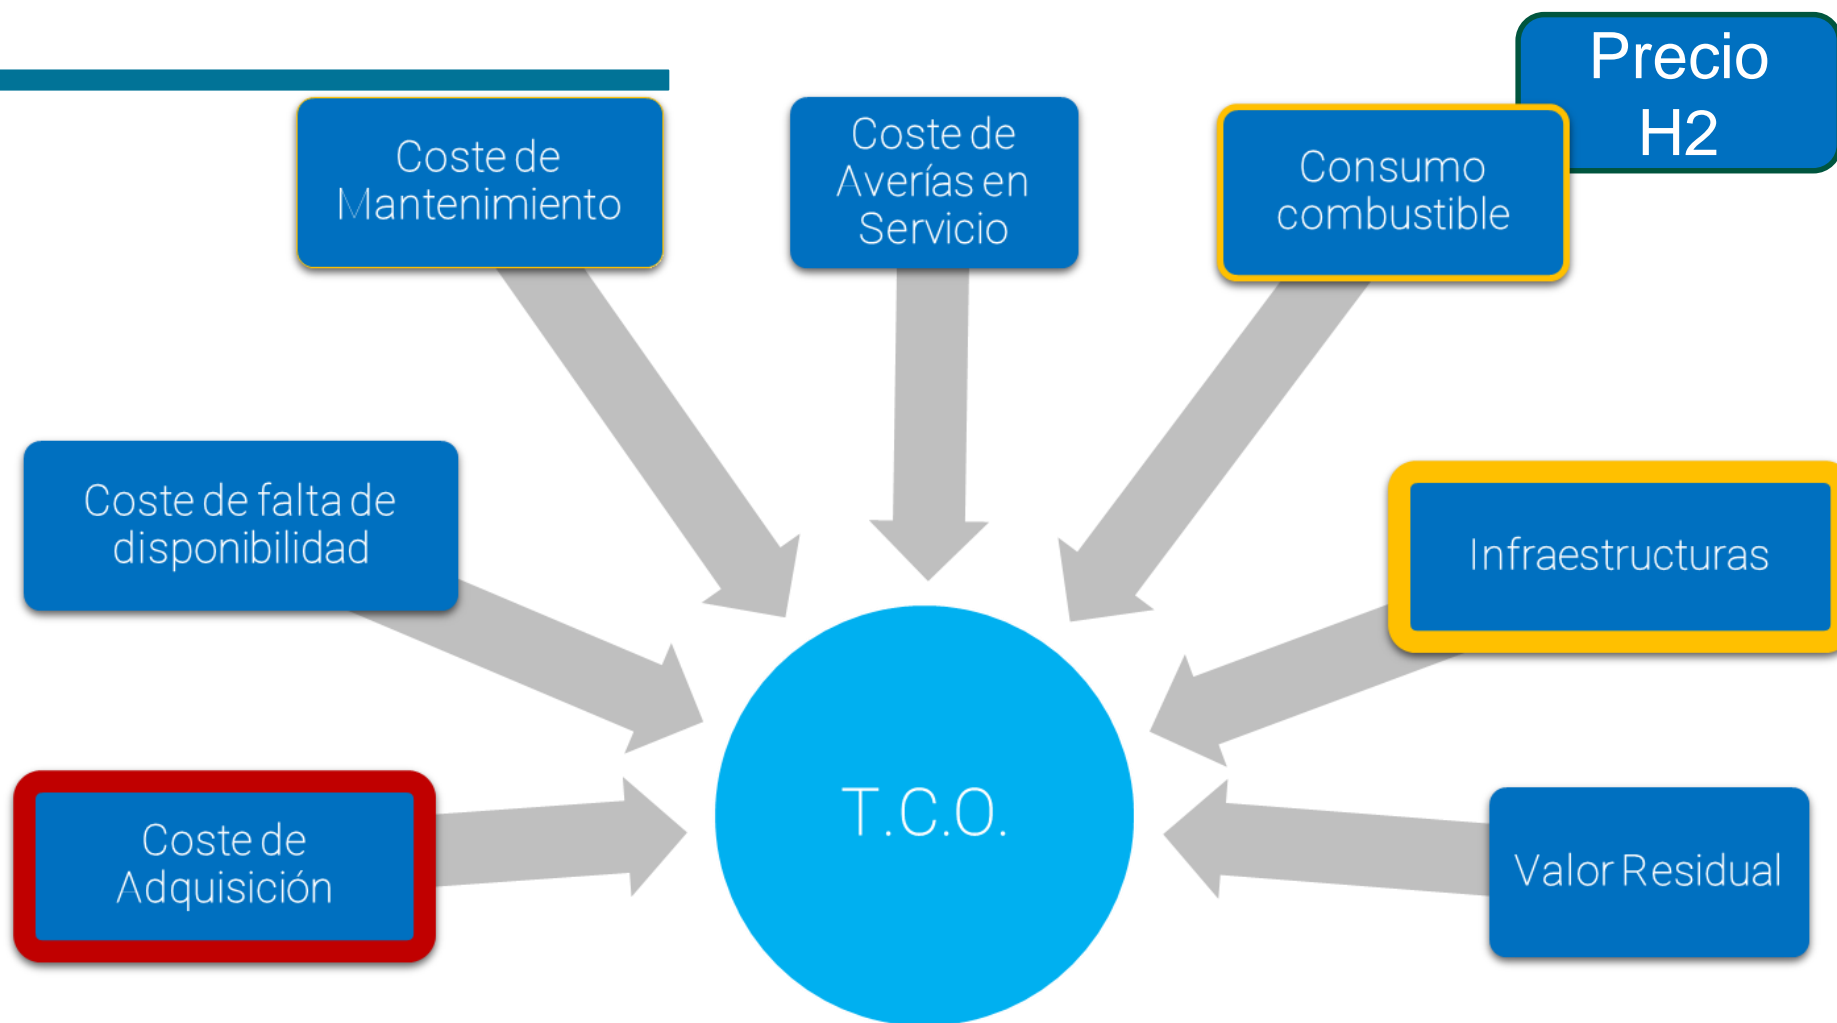 Precio
H2
Coste de
Mantenimiento
Coste de
Averías en
Servicio
Consumo
combustible
Coste de falta de
disponibilidad
Infraestructuras
Coste de
Adquisición
T.C.O.
Valor Residual